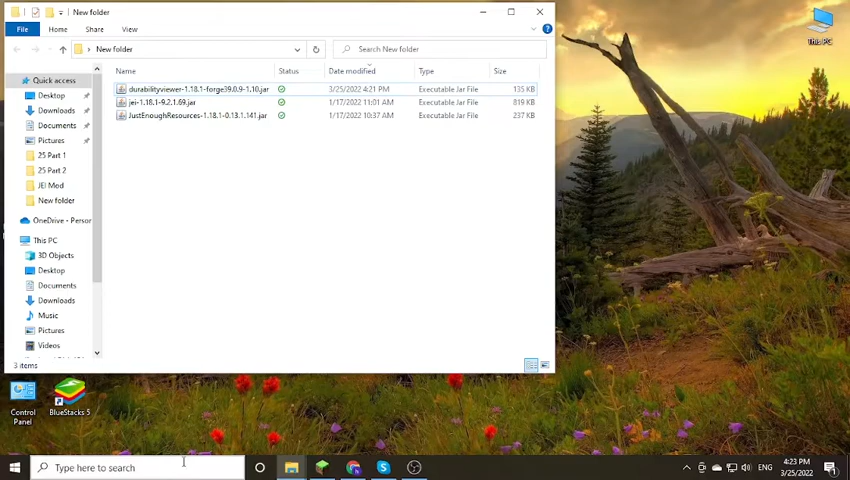 New folder
This PC
File Home Share View
New folder
Search New folder
Name Status Date modified Type Size
Quick access
durabilityviewer-1.18.1-forge39.0.9-1.10.jar 3/25/2022 4:21 PM Executable Jar File 135 KB
Desktop
jei-1.18.1-9.2.1.69.jar 1/17/2022 11:01 AM Executable Jar File 819 KB
Downloads
JustEnoughResources-1.18.1-0.13.1.141.jar 1/17/2022 10:37 AM Executable Jar File 237 KB
Documents
Pictures
25 Part 1
25 Part 2
JEI Mod
New folder
OneDrive - Person
This PC
3D Objects
Desktop
Downloads
Documents
Music
Pictures
Videos
3 items
Control
Panel
BlueStacks 5
Type here to search
ENG
4:23 PM
3/25/2022
1